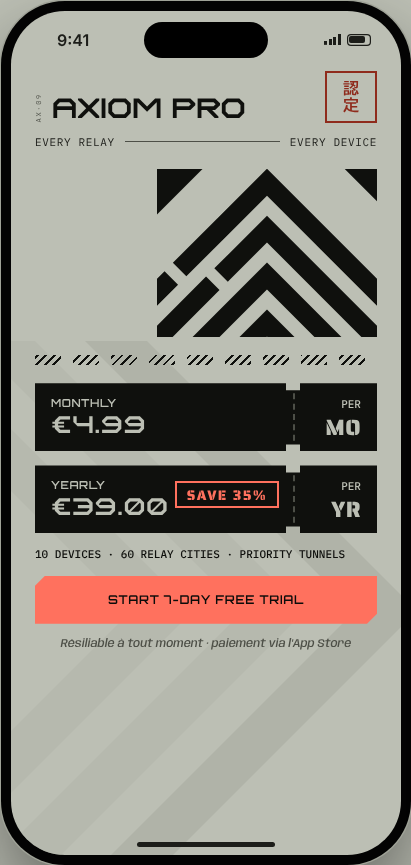 9:41
AX-09
AXIOM PRO
認定
EVERY RELAY EVERY DEVICE
MONTHLY
€4.99
PER
MO
YEARLY
€39.00
SAVE 35%
PER
YR
10 DEVICES · 60 RELAY CITIES · PRIORITY TUNNELS
START 7-DAY FREE TRIAL
Résiliable à tout moment · paiement via l'App Store